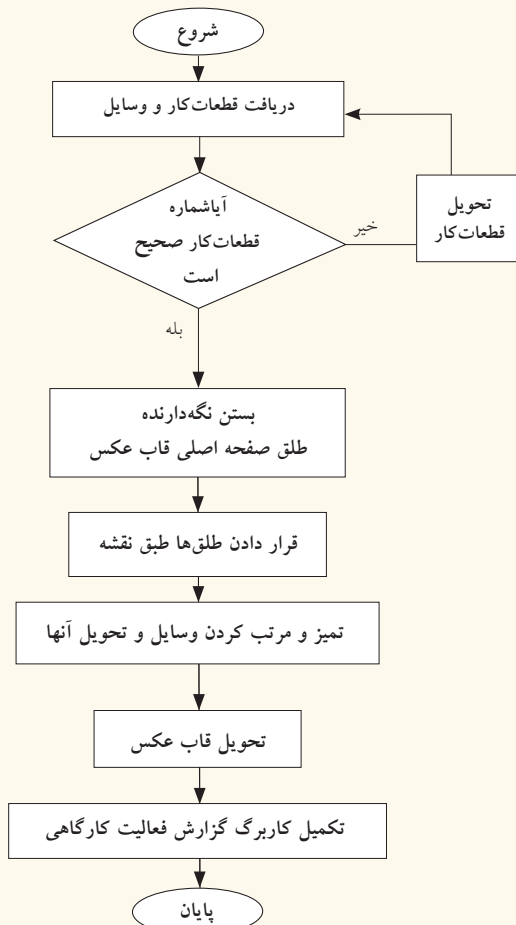 شروع
دریافت قطعات‌کار و وسایل
آیاشماره
قطعات‌کار صحیح
است
خیر
تحویل
قطعات‌کار
بله
بستن نگه‌دارنده
طلق صفحه اصلی قاب عکس
قرار دادن طلق‌ها طبق نقشه
تمیز و مرتب کردن وسایل و تحویل آنها
تحویل قاب عکس
تکمیل کاربرگ گزارش فعالیت کارگاهی
پایان